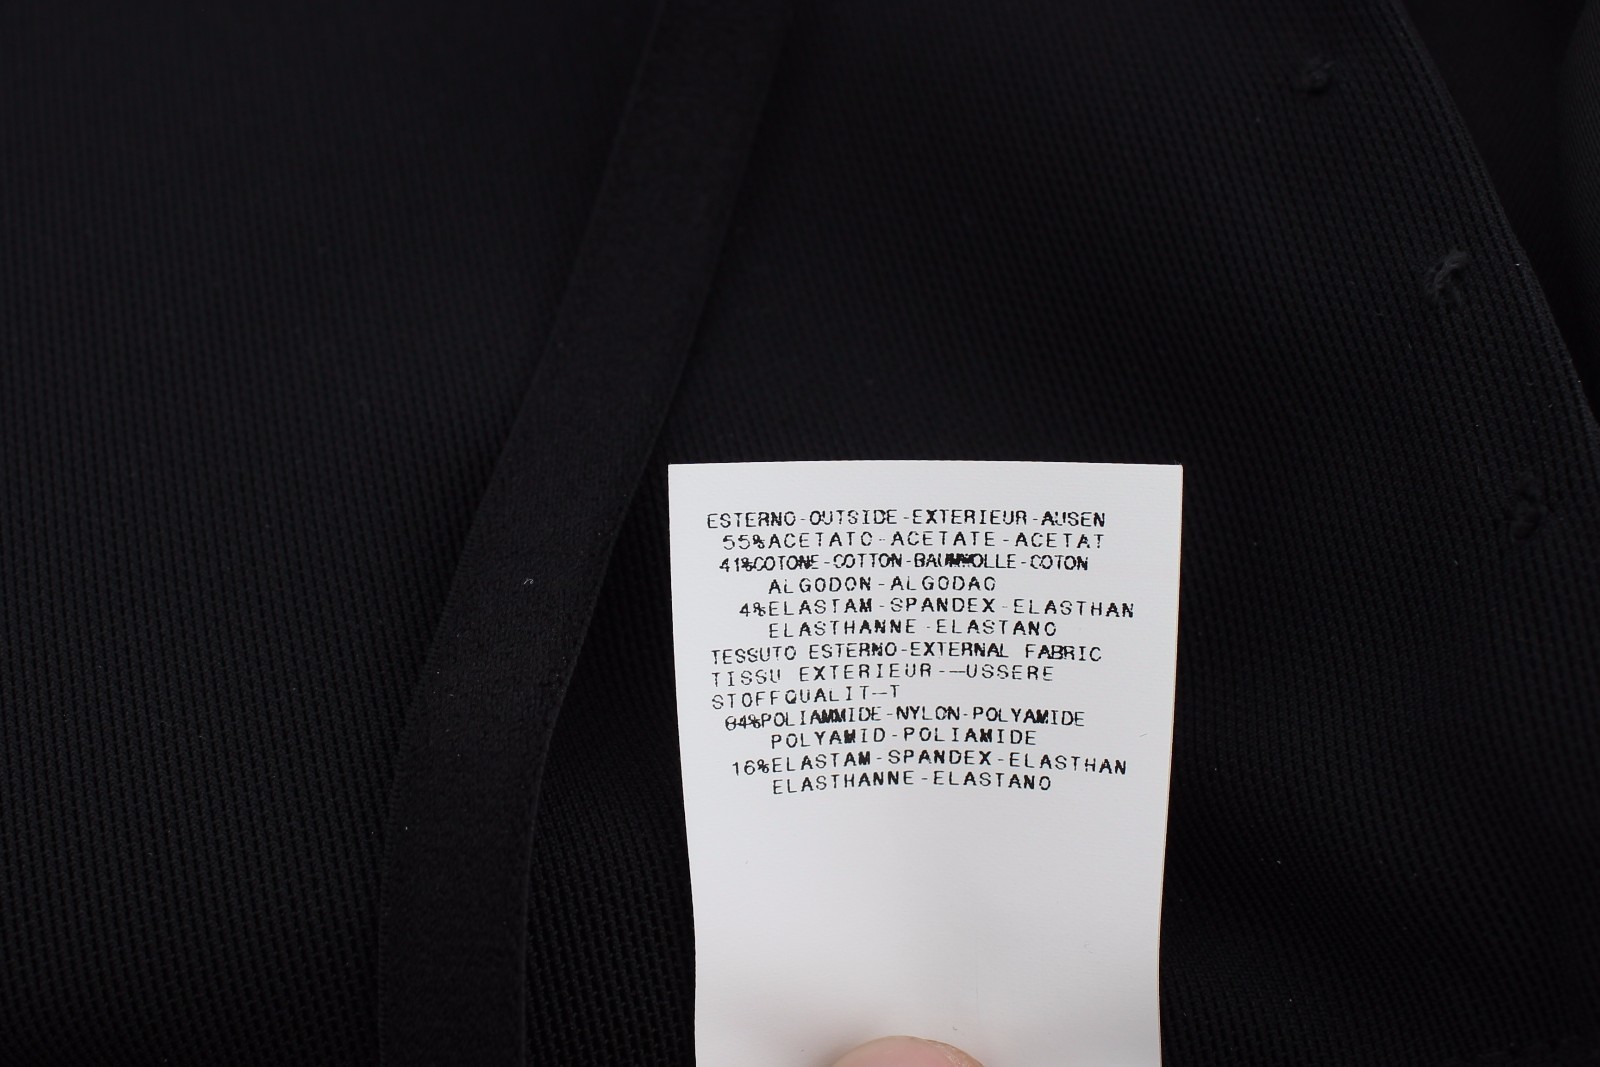 ESTERNO-OUTSIDE-EXTERIEUR-AUSEN
55%ACETATO-ACETATE-ACETAT
41%COTONE-COTTON-BAUMWOLLE-COTON
ALGODON-ALGODAO
4%ELASTAM-SPANDEX-ELASTHAN
ELASTHANNE-ELASTANO
TESSUTO ESTERNO-EXTERNAL FABRIC
TISSU EXTERIEUR-—USSERE
STOFFQUALIT—T
84%POLIAMMIDE-NYLON-POLYAMIDE
POLYAMID-POLIAMIDE
16%ELASTAM-SPANDEX-ELASTHAN
ELASTHANNE-ELASTANO